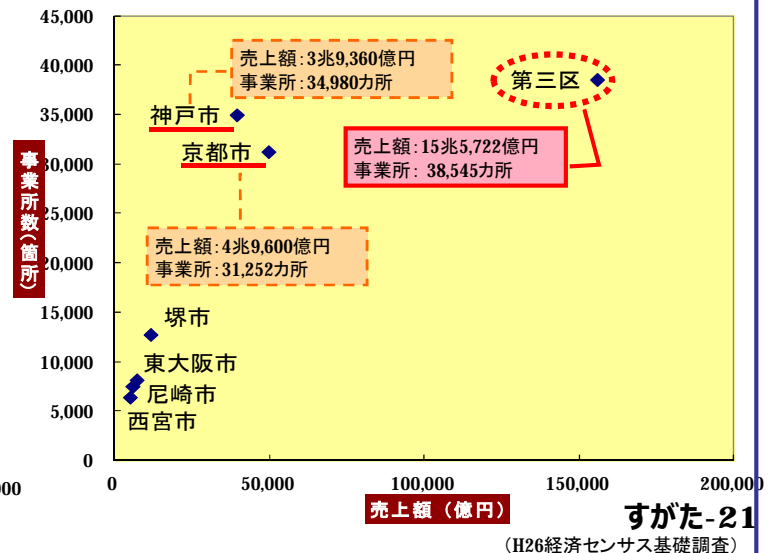 45,000
40,000
35,000
30,000
25,000
20,000
15,000
10,000
5,000
0
事業所数(箇所)
売上額:3兆9,360億円
事業所:34,980カ所
第三区
神戸市
京都市
売上額:15兆5,722億円
事業所: 38,545カ所
売上額:4兆9,600億円
事業所:31,252カ所
堺市
東大阪市
尼崎市
西宮市
000
0
50,000
100,000
150,000
200,000
売上額(億円)
すがた-21
(H26経済センサス基礎調査)